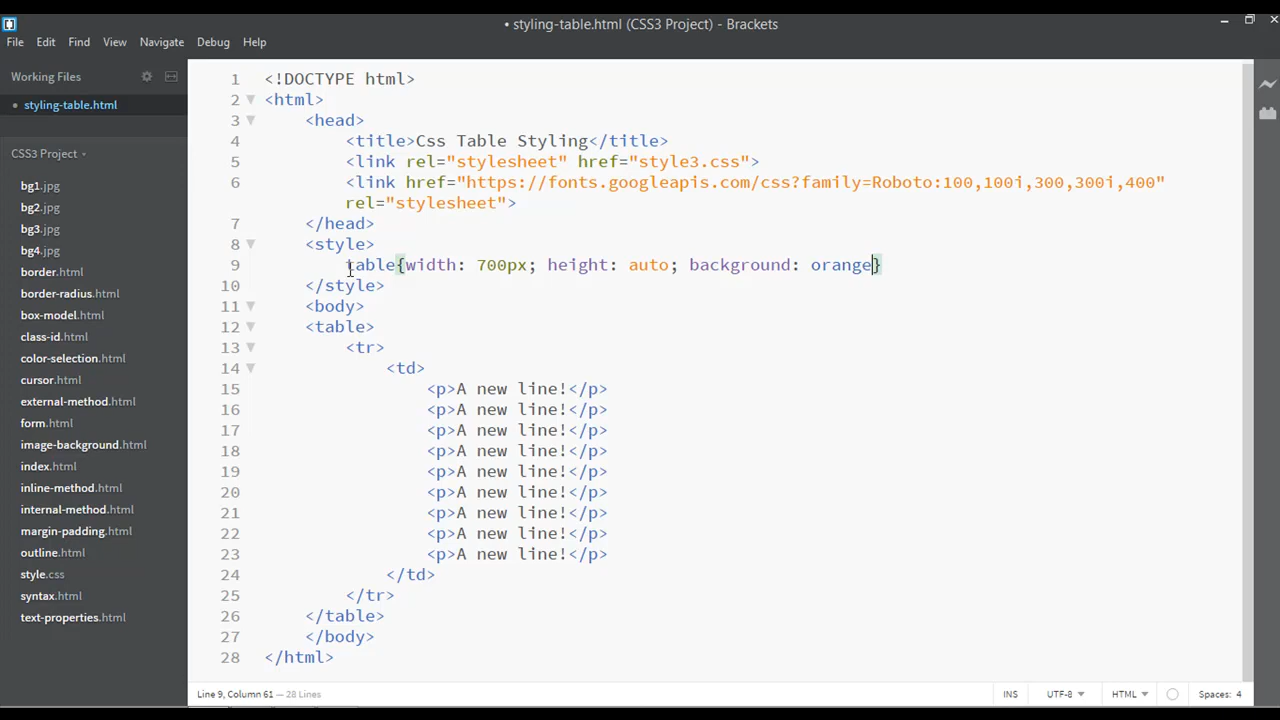 • styling-table.html (CSS3 Project) - Brackets
File Edit Find View Navigate Debug Help
Working Files
• styling-table.html
CSS3 Project
bg1.jpg
bg2.jpg
bg3.jpg
bg4.jpg
border.html
border-radius.html
box-model.html
class-id.html
color-selection.html
cursor.html
external-method.html
form.html
image-background.html
index.html
inline-method.html
internal-method.html
margin-padding.html
outline.html
style.css
syntax.html
text-properties.html
1 <!DOCTYPE html>
2 <html>
3 <head>
4 <title>Css Table Styling</title>
5 <link rel="stylesheet" href="style3.css">
6 <link href="https://fonts.googleapis.com/css?family=Roboto:100,100i,300,300i,400"
rel="stylesheet">
7 </head>
8 <style>
9 table{width: 700px; height: auto; background: orange}
10 </style>
11 <body>
12 <table>
13 <tr>
14 <td>
15 <p>A new line!</p>
16 <p>A new line!</p>
17 <p>A new line!</p>
18 <p>A new line!</p>
19 <p>A new line!</p>
20 <p>A new line!</p>
21 <p>A new line!</p>
22 <p>A new line!</p>
23 <p>A new line!</p>
24 </td>
25 </tr>
26 </table>
27 </body>
28 </html>
Line 9, Column 61 — 28 Lines
INS UTF-8 HTML Spaces: 4